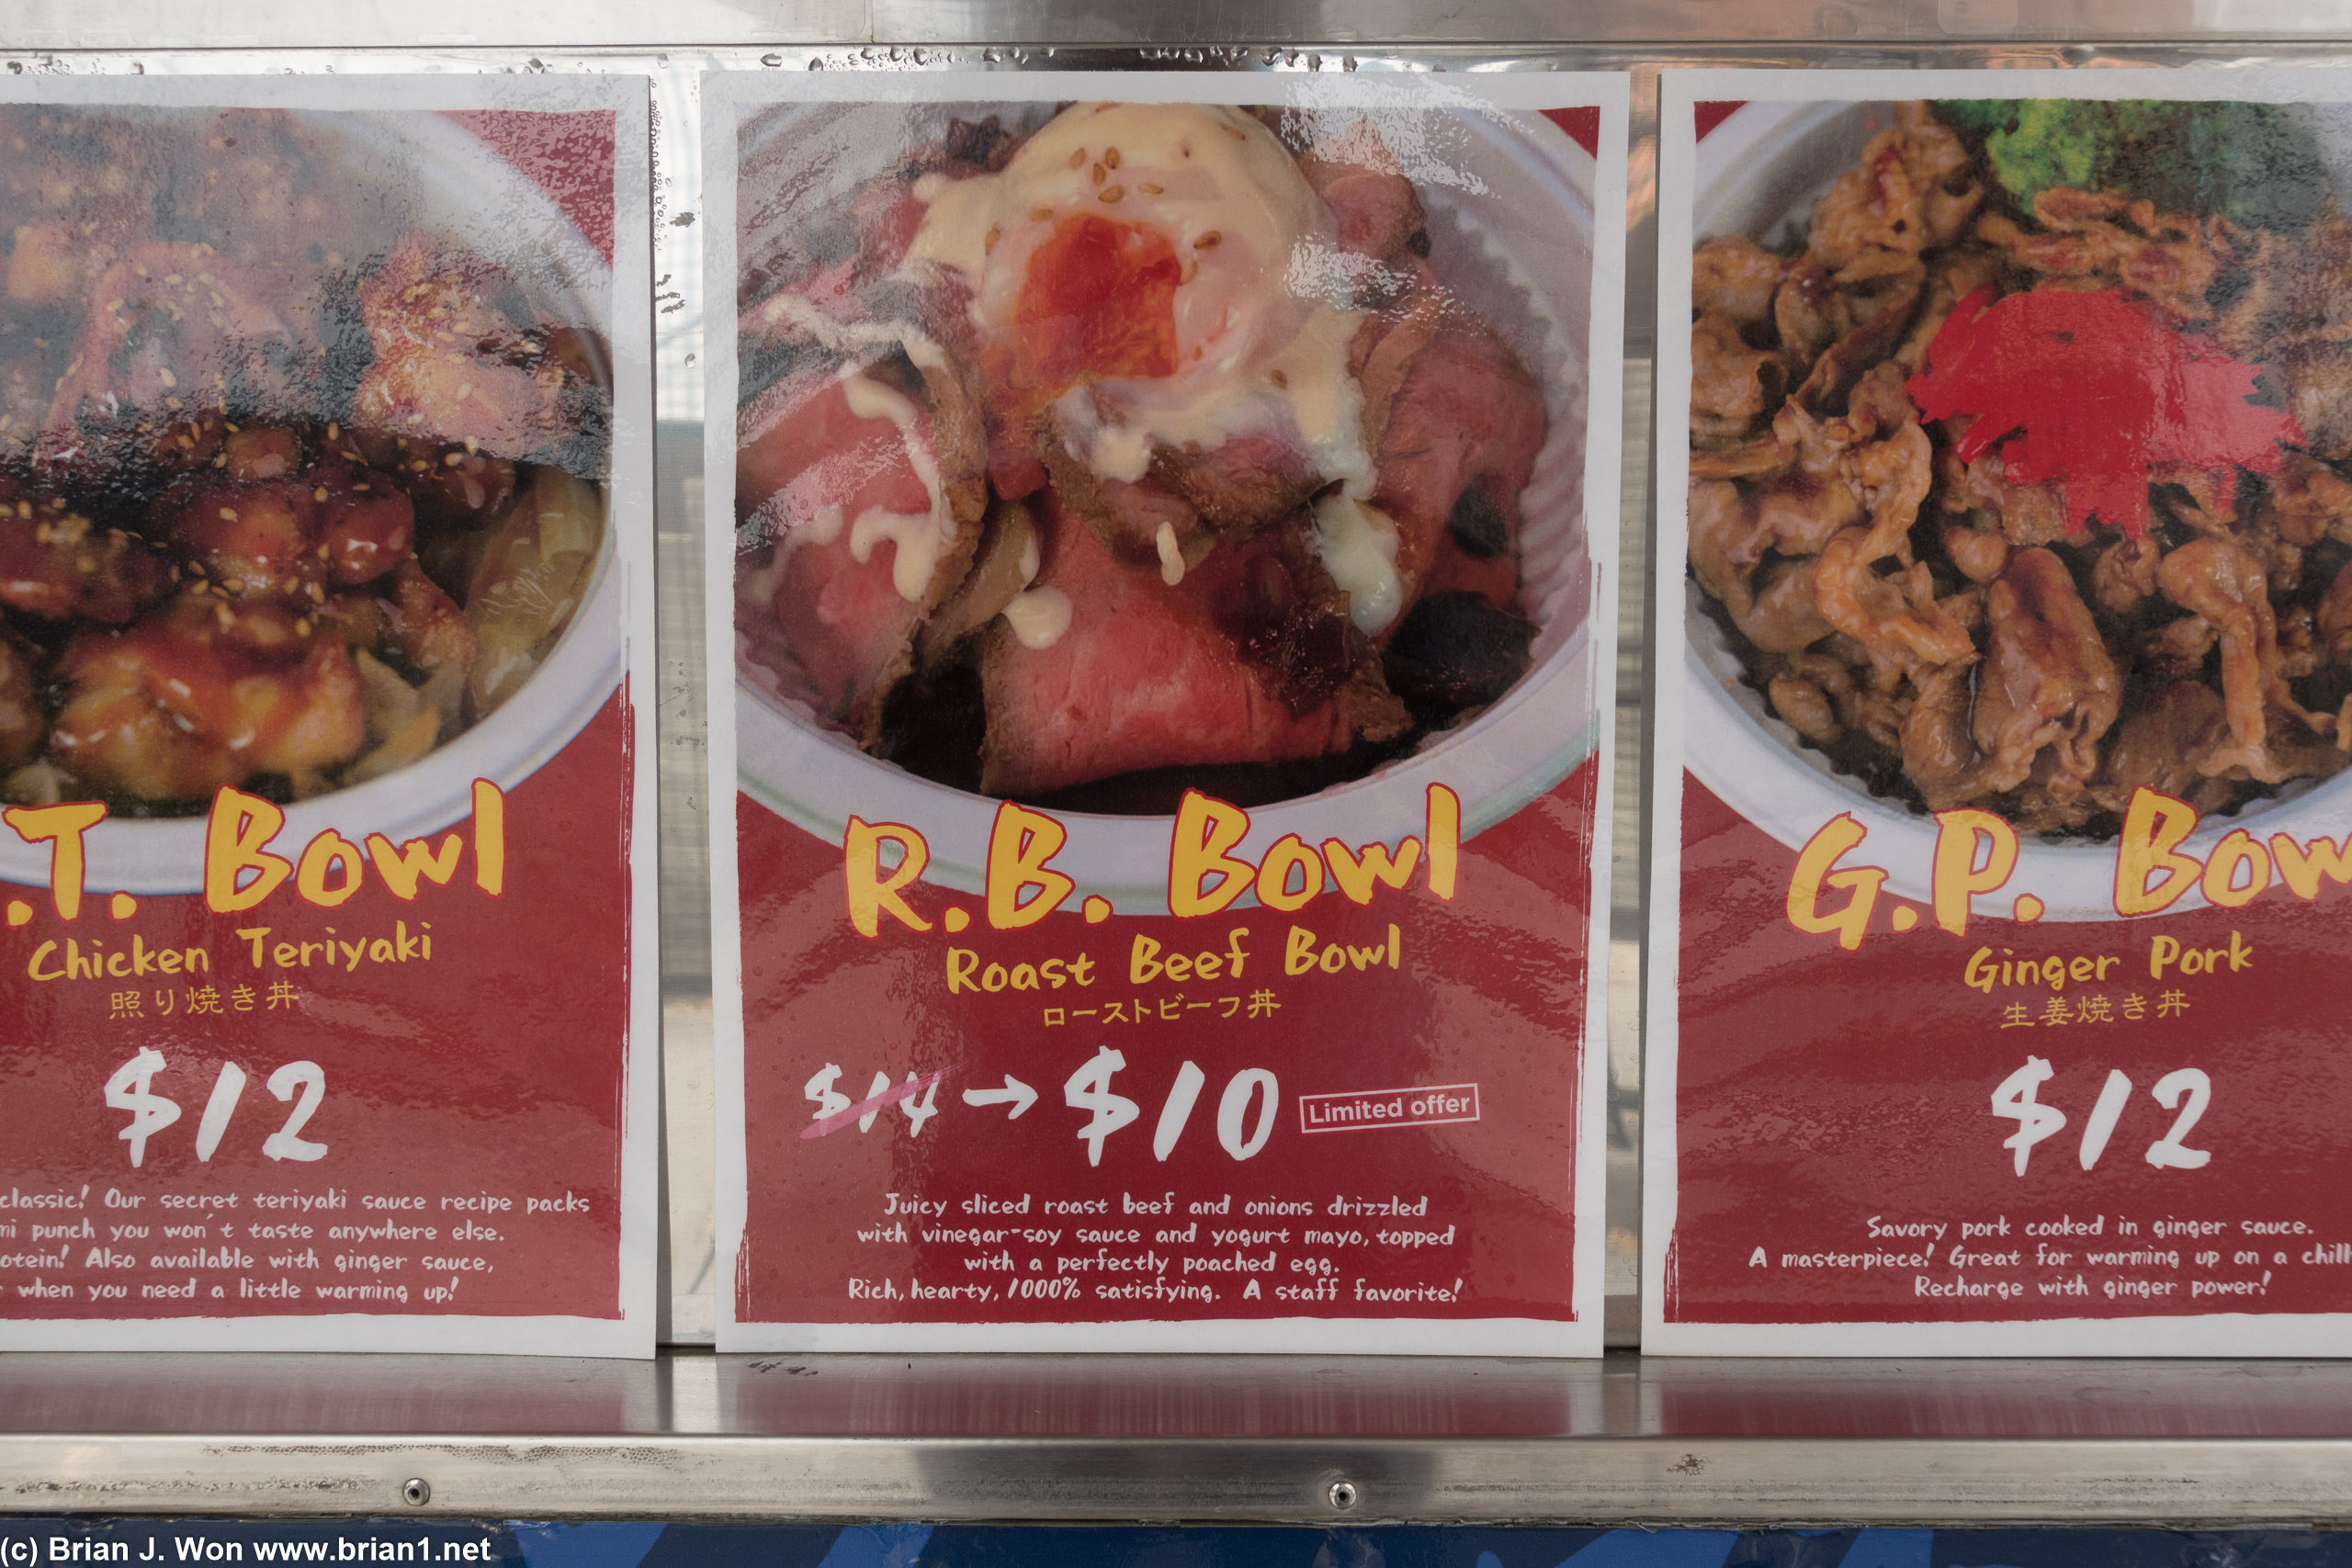 .T. Bowl
Chicken Teriyaki
照り焼き丼
$12
classic! Our secret teriyaki sauce recipe packs
punch you won't taste anywhere else.
Also available with ginger sauce,
when you need a little warming up!
R.B. Bowl
Roast Beef Bowl
ローストビーフ丼
$14→$10 Limited offer
Juicy sliced roast beef and onions drizzled
with vinegar-soy sauce and yogurt mayo, topped
with a perfectly poached egg.
Rich, hearty, 1000% satisfying. A staff favorite!
G.P. Bow
Ginger Pork
生姜焼き丼
$12
Savory pork cooked in ginger sauce.
A masterpiece! Great for warming up on a chill
Recharge with ginger power!
(c) Brian J. Won www.brian1.net